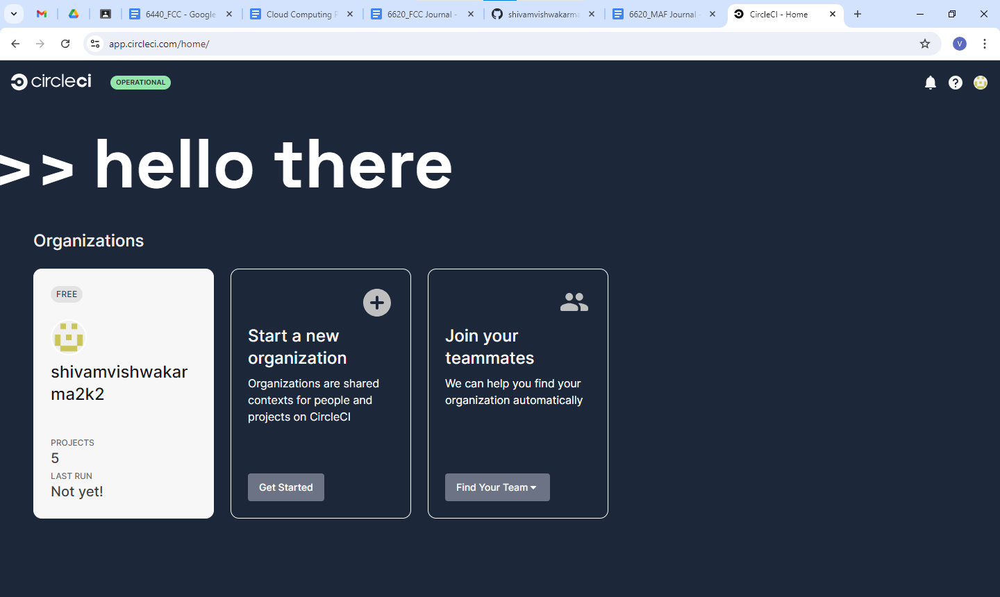 6440_FCC - Google
Cloud Computing
6620_FCC Journal -
shivamvishwakarma
6620_MAF Journal
CircleCI - Home
app.circleci.com/home/
V
circleci
OPERATIONAL
>> hello there
Organizations
FREE
shivamvishwakar
ma2k2
PROJECTS
5
LAST RUN
Not yet!
Start a new
organization
Organizations are shared
contexts for people and
projects on CircleCI
Get Started
Join your
teammates
We can help you find your
organization automatically
Find Your Team